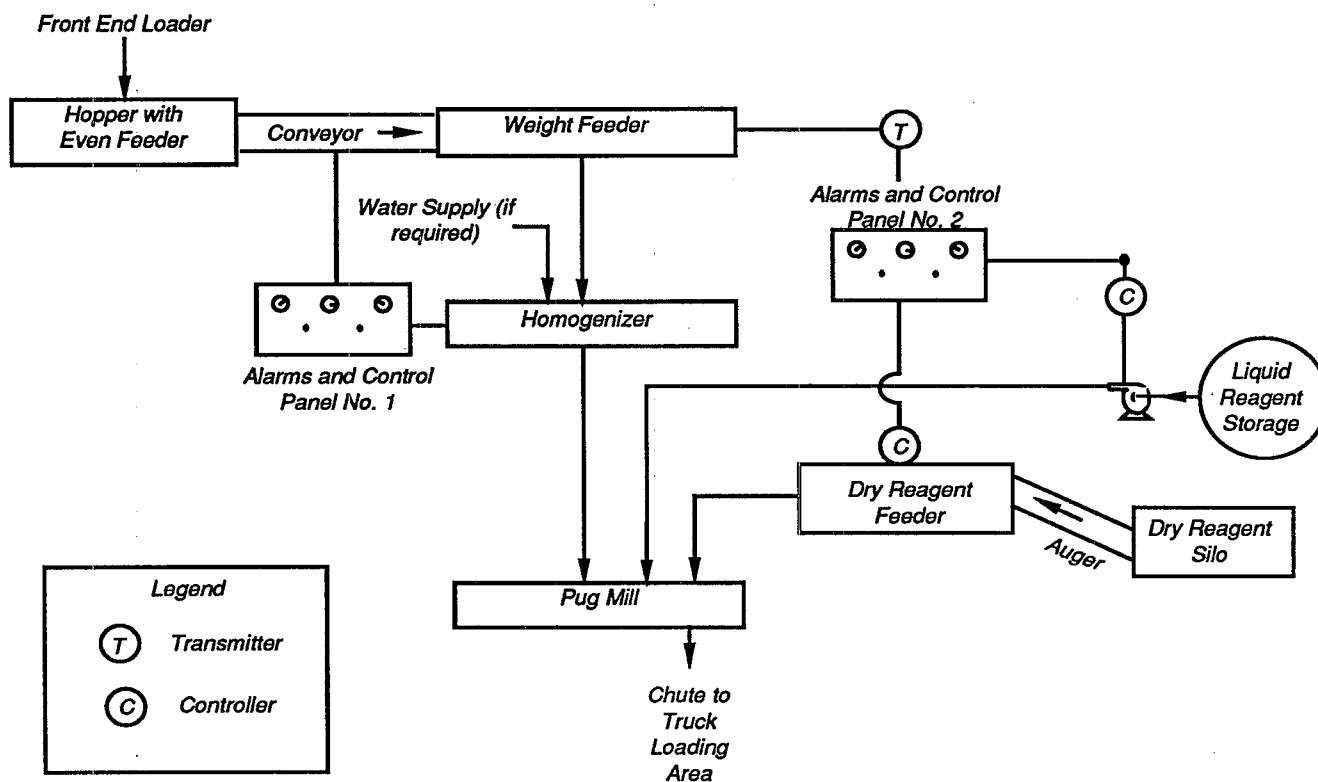 Front End Loader
Hopper with
Even Feeder
Conveyor
Weight Feeder
T
Water Supply (if
required)
Alarms and Control
Panel No. 2
C
Homogenizer
Alarms and Control
Panel No. 1
Liquid
Reagent
Storage
C
Dry Reagent
Feeder
Auger
Dry Reagent
Silo
Pug Mill
Legend
T Transmitter
C Controller
Chute to
Truck
Loading
Area